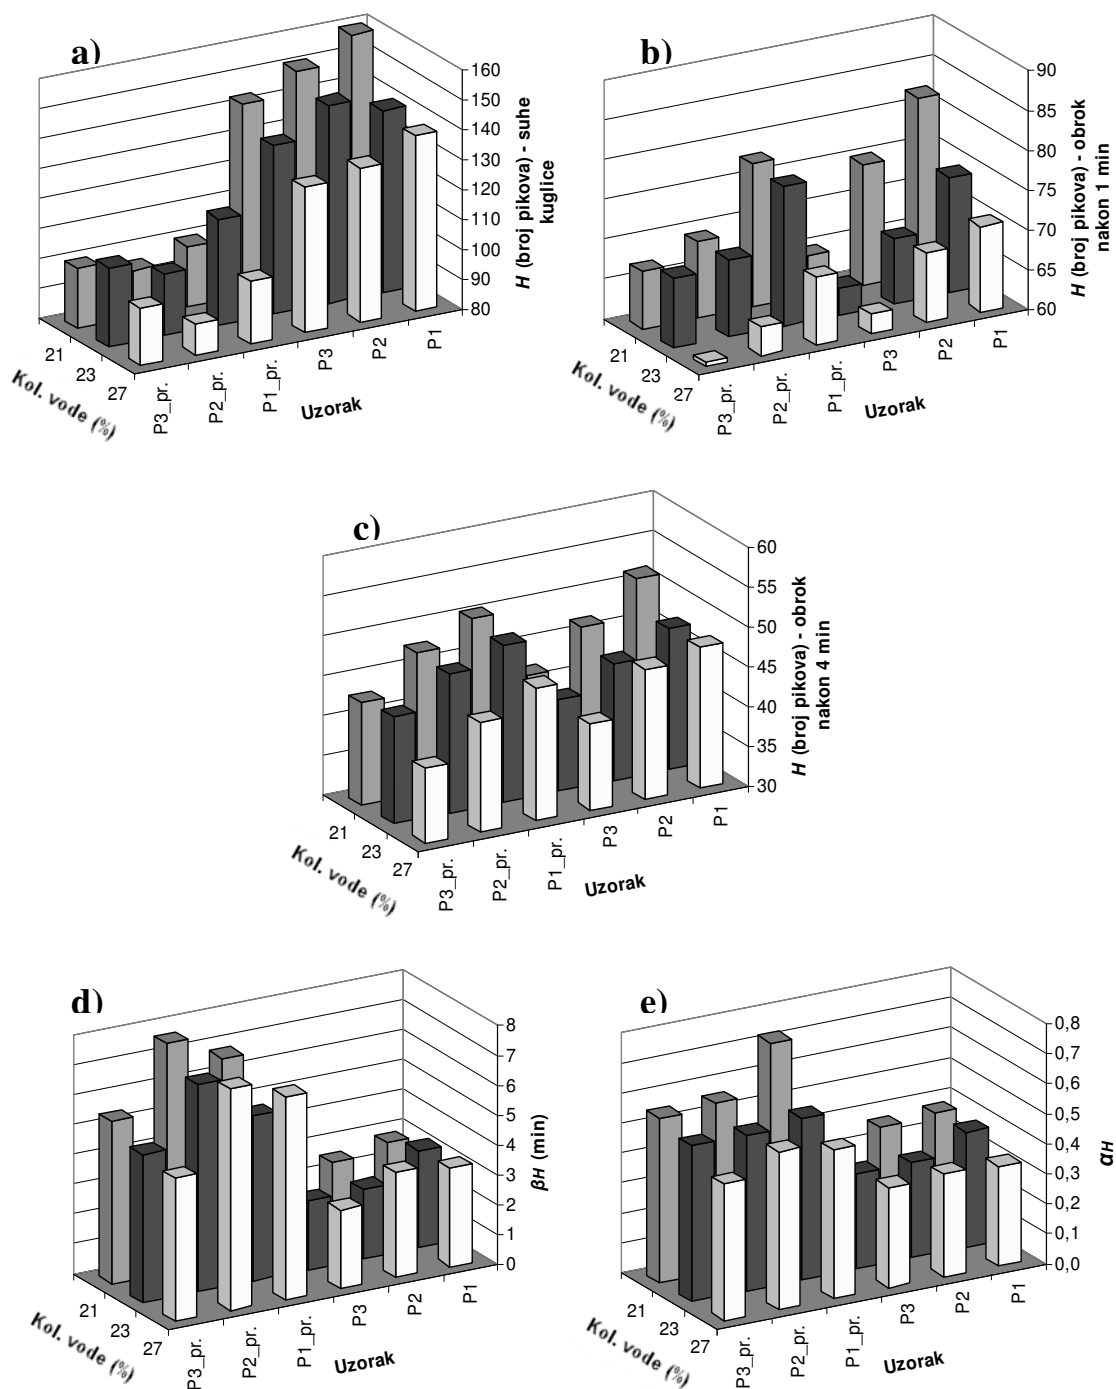 a)
160
150
140
130
120
110
100
90
80
H (broj pikova) - suhe
kuglice
21
23
27
Kol. vode (%)
P3_pr.
P2_pr.
P1_pr.
P3
P2
P1
Uzorak
b)
90
85
80
75
70
65
60
H (broj pikova) - obrok
nakon 1 min
21
23
27
Kol. vode (%)
P3_pr.
P2_pr.
P1_pr.
P3
P2
P1
Uzorak
c)
60
55
50
45
40
35
30
H (broj pikova) - obrok
nakon 4 min
21
23
27
Kol. vode (%)
P3_pr.
P2_pr.
P1_pr.
P3
P2
P1
Uzorak
d)
8
7
6
5
4
3
2
1
0
βH (min)
21
23
27
Kol. vode (%)
P3_pr.
P2_pr.
P1_pr.
P3
P2
P1
Uzorak
e)
0,8
0,7
0,6
0,5
0,4
0,3
0,2
0,1
0,0
αH
21
23
27
Kol. vode (%)
P3_pr.
P2_pr.
P1_pr.
P3
P2
P1
Uzorak